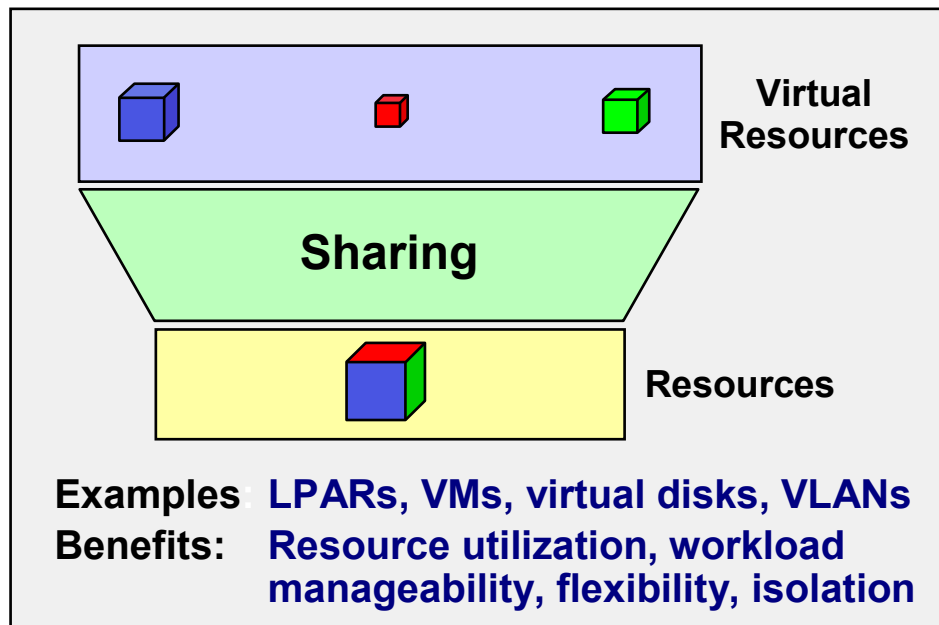 Virtual
Resources
Sharing
Resources
Examples: LPARs, VMs, virtual disks, VLANs
Benefits: Resource utilization, workload
manageability, flexibility, isolation